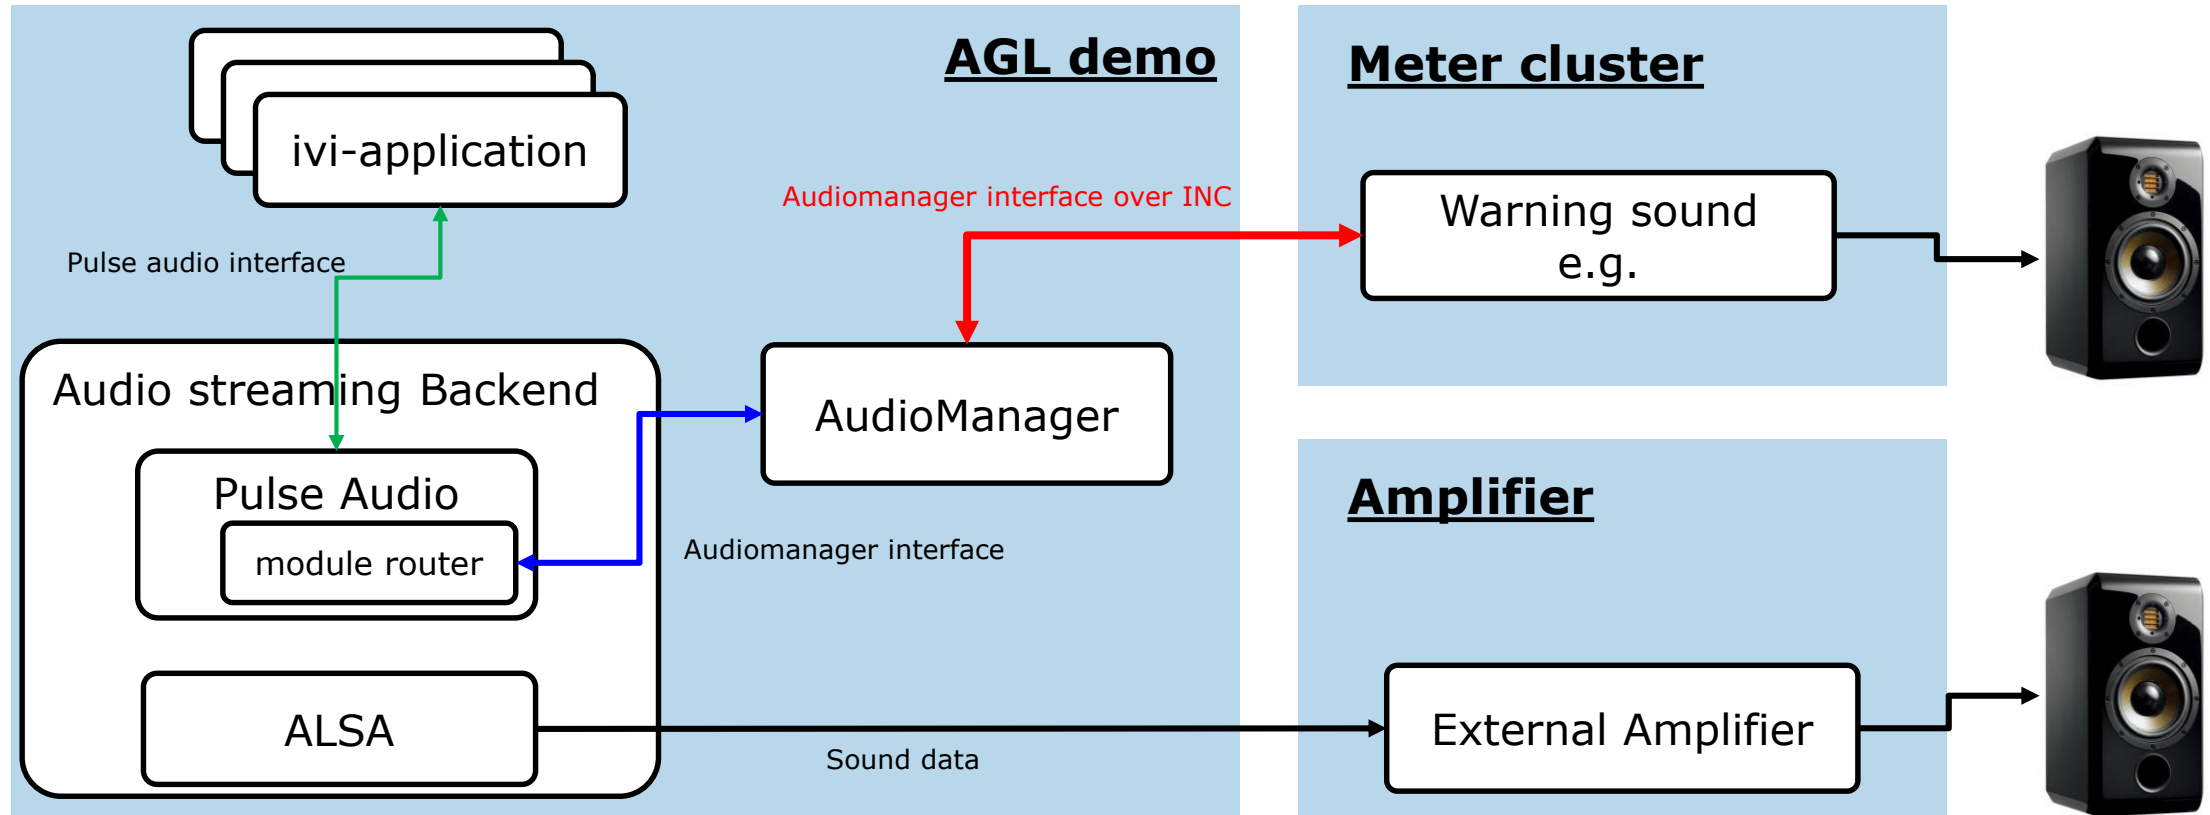 AGL demo
Meter cluster
ivi-application
Audiomanager interface over INC
Warning sound
e.g.
Pulse audio interface
Audio streaming Backend
AudioManager
Pulse Audio
module router
Audiomanager interface
Amplifier
ALSA
Sound data
External Amplifier